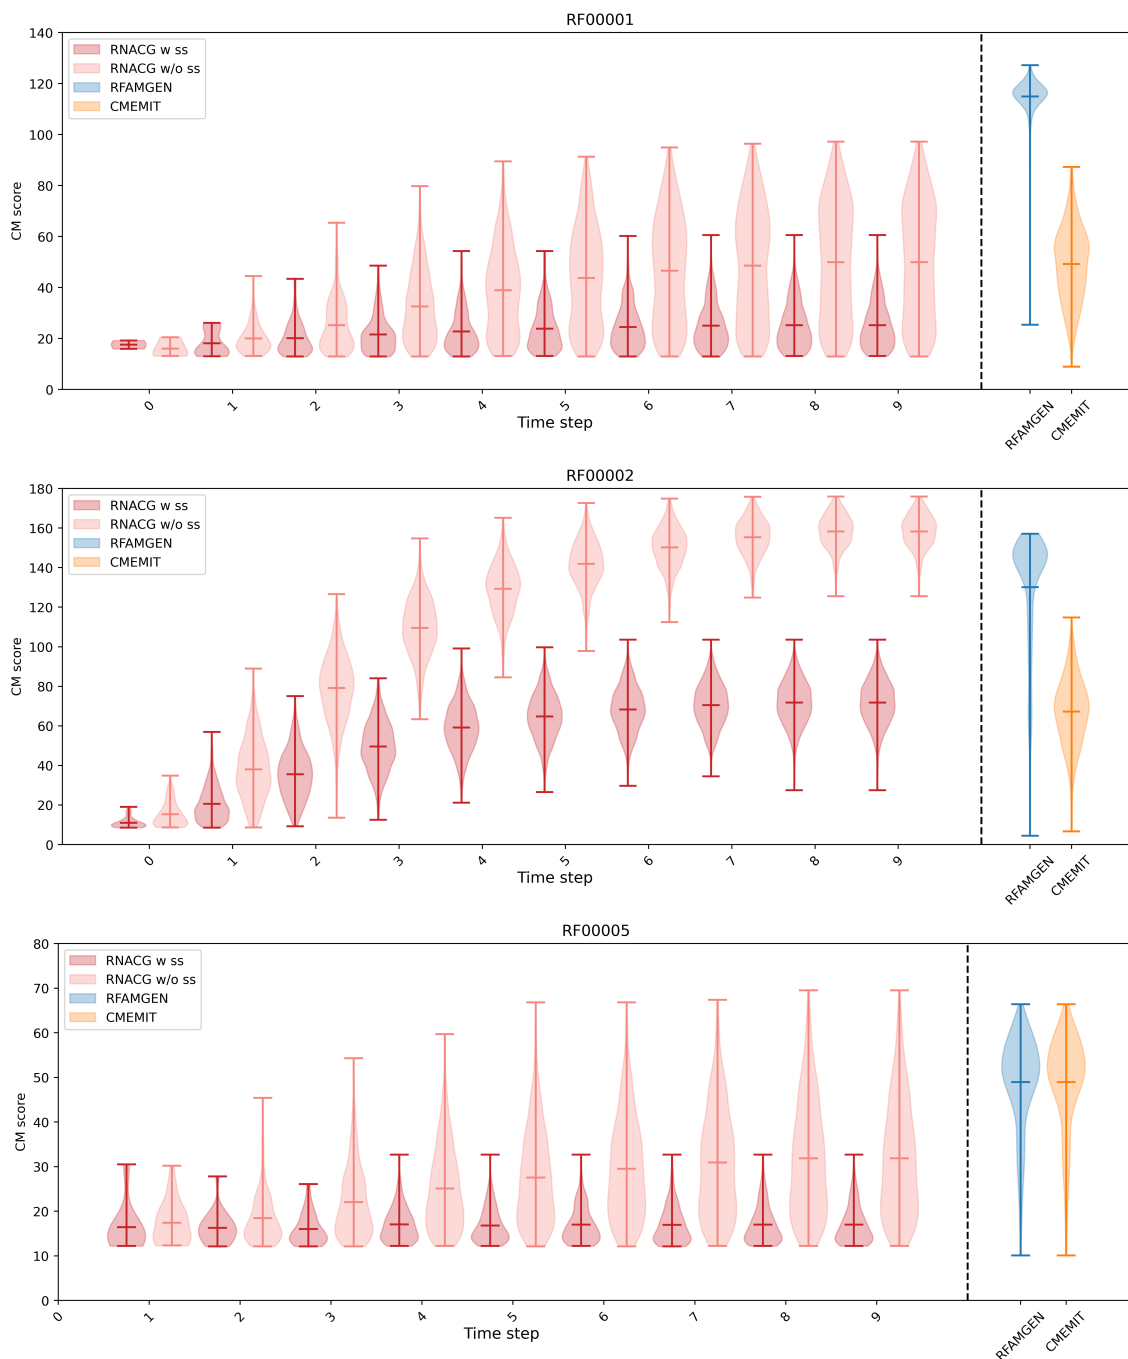 RF00001
140
120
100
80
60
40
20
0
CM score
RNACG w ss
RNACG w/o ss
RFAMGEN
CMEMIT
0 1 2 3 4 5 6 7 8 9 RFAMGEN CMEMIT
Time step
RF00002
180
160
140
120
100
80
60
40
20
0
CM score
RNACG w ss
RNACG w/o ss
RFAMGEN
CMEMIT
0 1 2 3 4 5 6 7 8 9 RFAMGEN CMEMIT
Time step
RF00005
80
70
60
50
40
30
20
10
0
CM score
RNACG w ss
RNACG w/o ss
RFAMGEN
CMEMIT
0 1 2 3 4 5 6 7 8 9 RFAMGEN CMEMIT
Time step